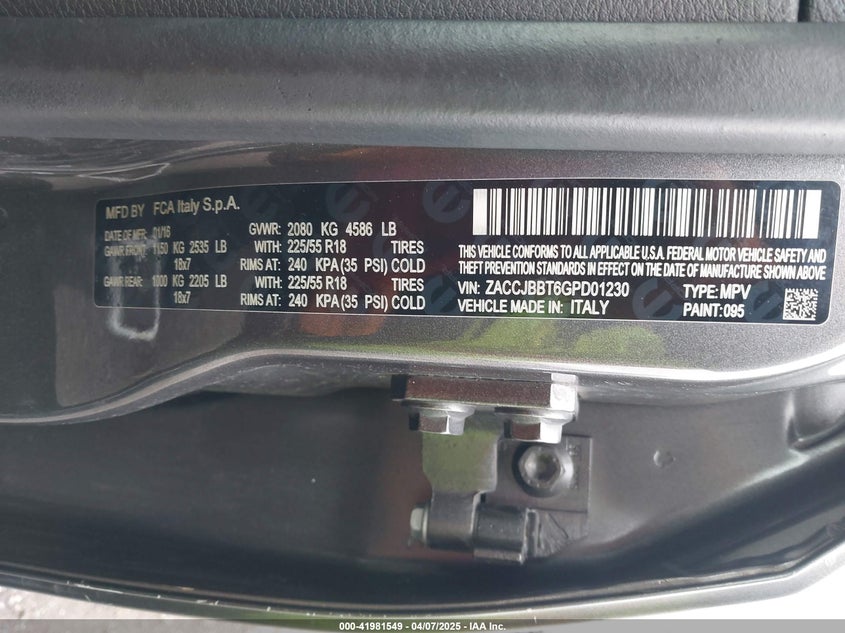 MFD BY FCA Italy S.p.A.
DATE OF MFR 01/16 GVWR: 2080 KG 4586 LB
GAWR FRONT: 1150 KG 2535 LB WITH: 225/55 R18 TIRES
18x7 RIMS AT: 240 KPA(35 PSI) COLD
GAWR REAR: 1000 KG 2205 LB WITH: 225/55 R18 TIRES
18x7 RIMS AT: 240 KPA(35 PSI) COLD
THIS VEHICLE CONFORMS TO ALL APPLICABLE U.S.A. FEDERAL MOTOR VEHICLE SAFETY AND
THEFT PREVENTION STANDARDS IN EFFECT ON THE DATE OF MANUFACTURE SHOWN ABOVE
VIN: ZACCJBBT6GPD01230 TYPE: MPV
VEHICLE MADE IN: ITALY PAINT: 095
000-41981549 - 04/07/2025 - IAA Inc.